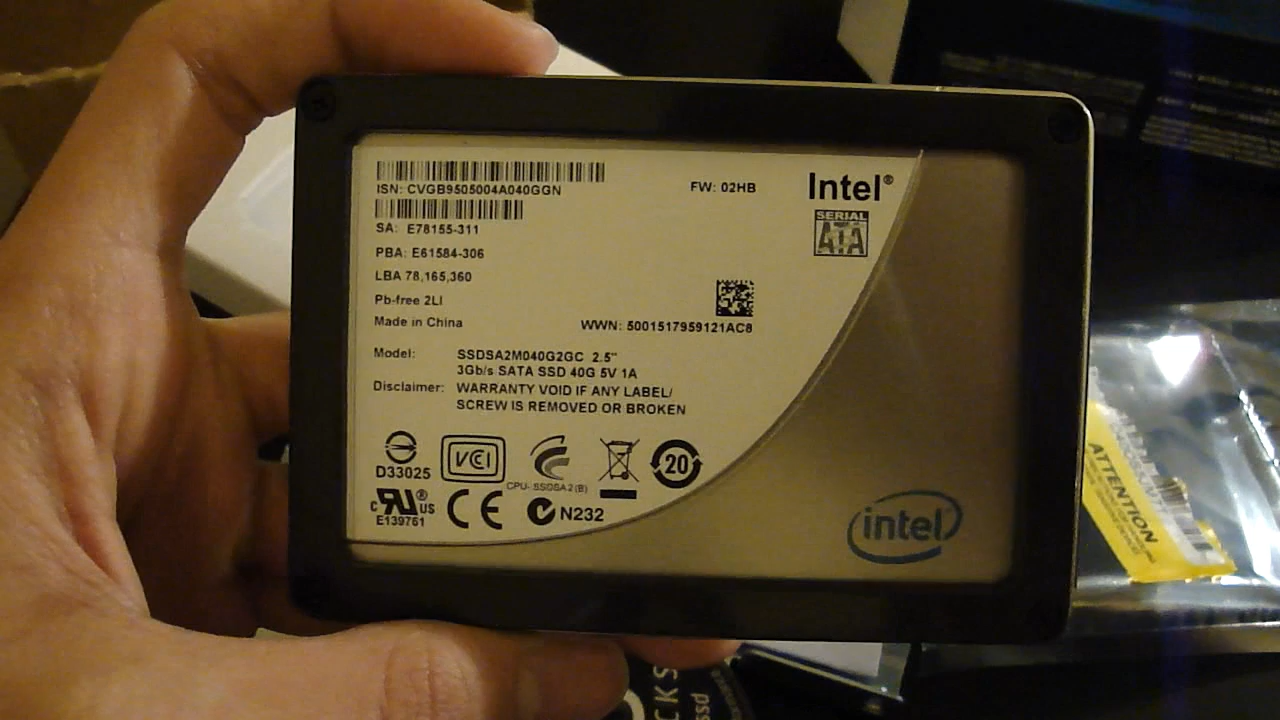 ISN: CVGB9505004A040GGN
FW: 02HB
Intel®
SERIAL
ATA
SA: E78155-311
PBA: E61584-306
LBA 78,165,360
Pb-free 2LI
Made in China
WWN: 5001517959121AC8
Model: SSDSA2M040G2GC 2.5"
3Gb/s SATA SSD 40G 5V 1A
Disclaimer: WARRANTY VOID IF ANY LABEL/
SCREW IS REMOVED OR BROKEN
D33025
VCI
CPU- SSDSA2(B)
20
c RU ® US
E139761
CE
N232
intel
ATTENTION
CKS
ssd